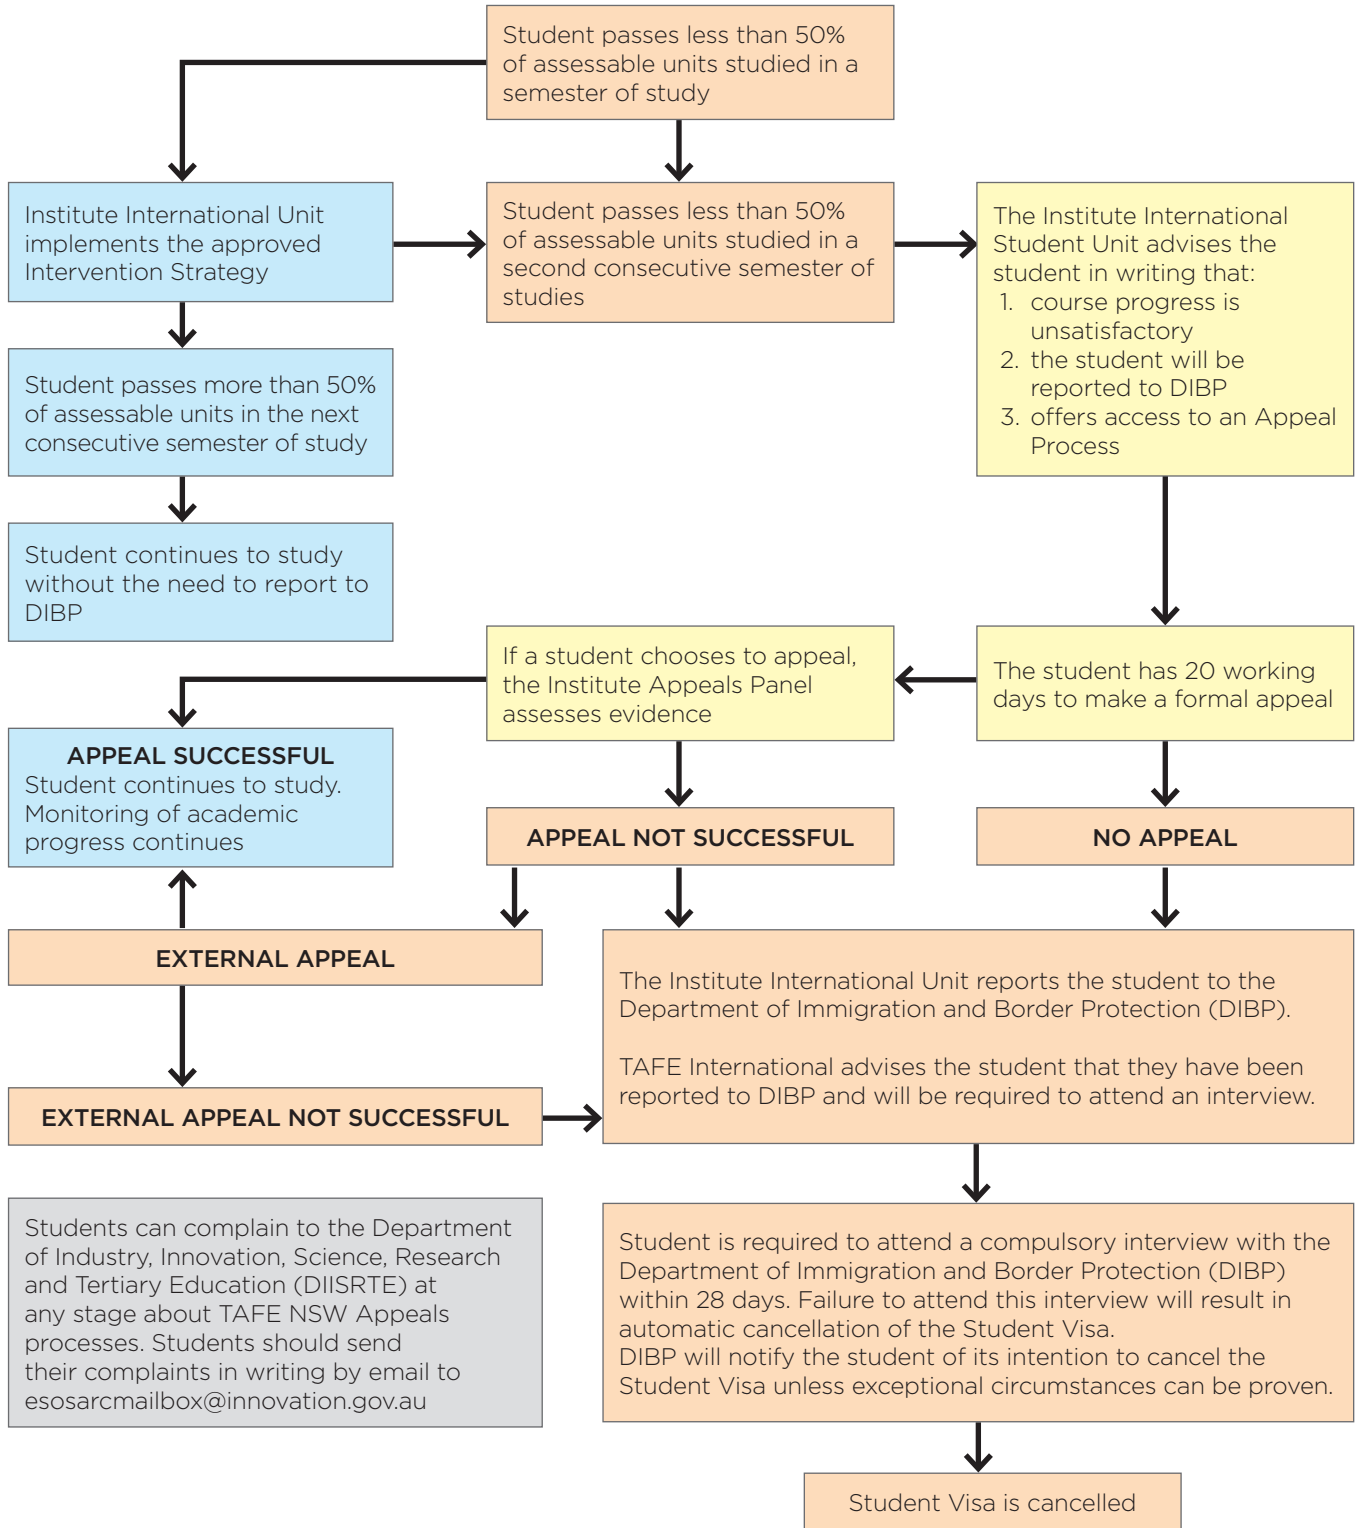 Student passes less than 50%
of assessable units studied in a
semester of study
Institute International Unit
implements the approved
Intervention Strategy
Student passes less than 50%
of assessable units studied in a
second consecutive semester of
studies
The Institute International
Student Unit advises the
student in writing that:
1. course progress is
unsatisfactory
2. the student will be
reported to DIBP
3. offers access to an Appeal
Process
Student passes more than 50%
of assessable units in the next
consecutive semester of study
Student continues to study
without the need to report to
DIBP
If a student chooses to appeal,
the Institute Appeals Panel
assesses evidence
The student has 20 working
days to make a formal appeal
APPEAL SUCCESSFUL
Student continues to study.
Monitoring of academic
progress continues
APPEAL NOT SUCCESSFUL
NO APPEAL
EXTERNAL APPEAL
The Institute International Unit reports the student to the
Department of Immigration and Border Protection (DIBP).
TAFE International advises the student that they have been
reported to DIBP and will be required to attend an interview.
EXTERNAL APPEAL NOT SUCCESSFUL
Students can complain to the Department
of Industry, Innovation, Science, Research
and Tertiary Education (DIISRTE) at
any stage about TAFE NSW Appeals
processes. Students should send
their complaints in writing by email to
esosarcmailbox@innovation.gov.au
Student is required to attend a compulsory interview with the
Department of Immigration and Border Protection (DIBP)
within 28 days. Failure to attend this interview will result in
automatic cancellation of the Student Visa.
DIBP will notify the student of its intention to cancel the
Student Visa unless exceptional circumstances can be proven.
Student Visa is cancelled